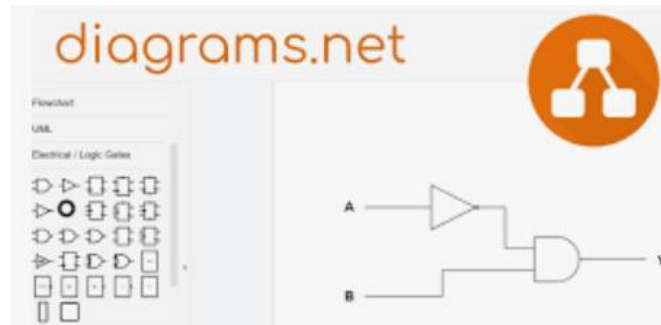 diagrams.net
Flowchart
UML
Electrical / Logic Gates
A
B
Y